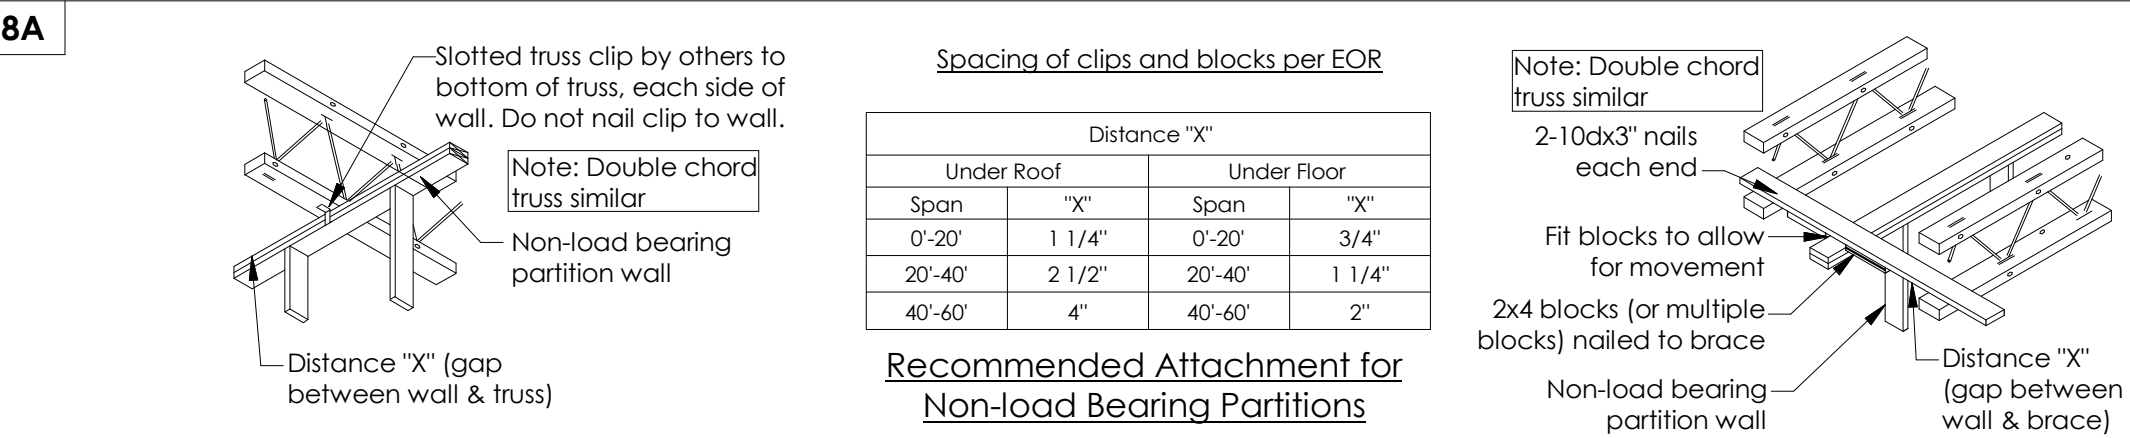 8A
Slotted truss clip by others to
bottom of truss, each side of
wall. Do not nail clip to wall.
Note: Double chord
truss similar
Non-load bearing
partition wall
Distance "X" (gap
between wall & truss)
Spacing of clips and blocks per EOR
Distance "X"
Under Roof Under Floor
Span "X" Span "X"
0'-20' 1 1/4" 0'-20' 3/4"
20'-40' 2 1/2" 20'-40' 1 1/4"
40'-60' 4" 40'-60' 2"
Recommended Attachment for
Non-load Bearing Partitions
Note: Double chord
truss similar
2-10dx3" nails
each end
Fit blocks to allow
for movement
2x4 blocks (or multiple
blocks) nailed to brace
Non-load bearing
partition wall
Distance "X"
(gap between
wall & brace)